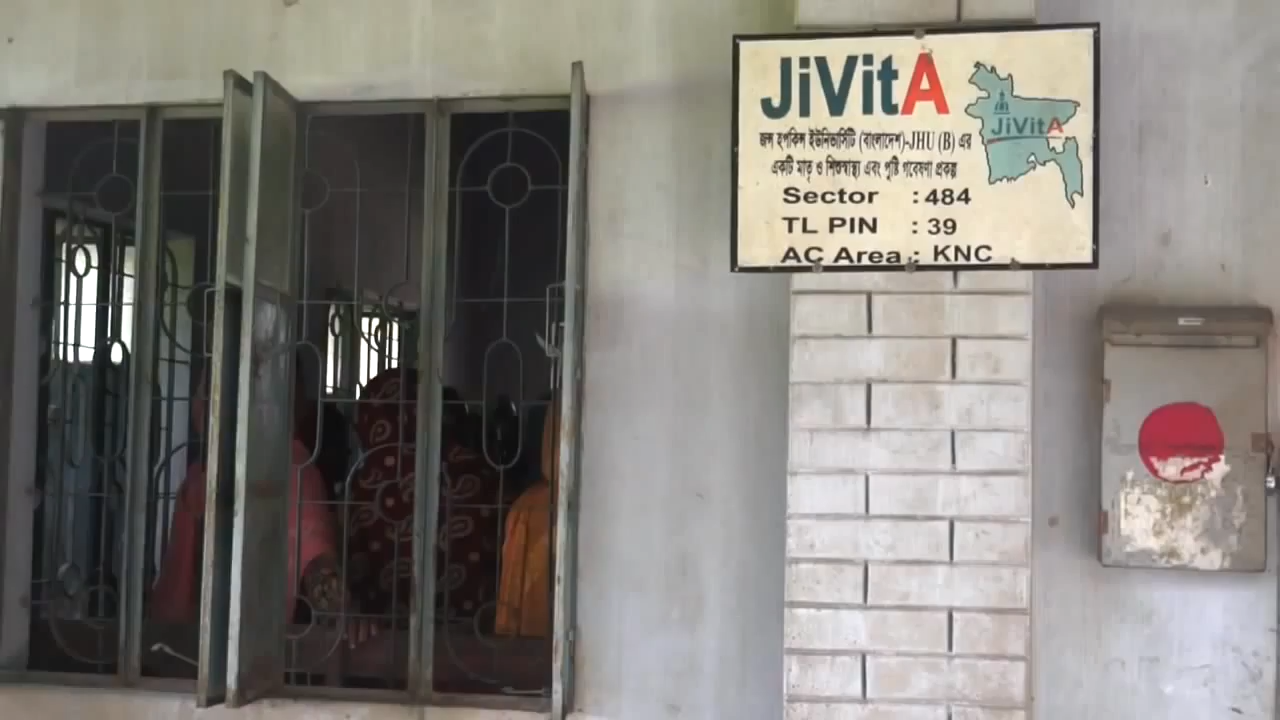 JiVitA
জন্স হপকিন্স ইউনিভার্সিটি (বাংলাদেশ)-JHU (B) এর
একটি মাতৃ ও শিশুস্বাস্থ্য এবং পুষ্টি গবেষণা প্রকল্প
JiVitA
Sector : 484
TL PIN : 39
AC Area : KNC